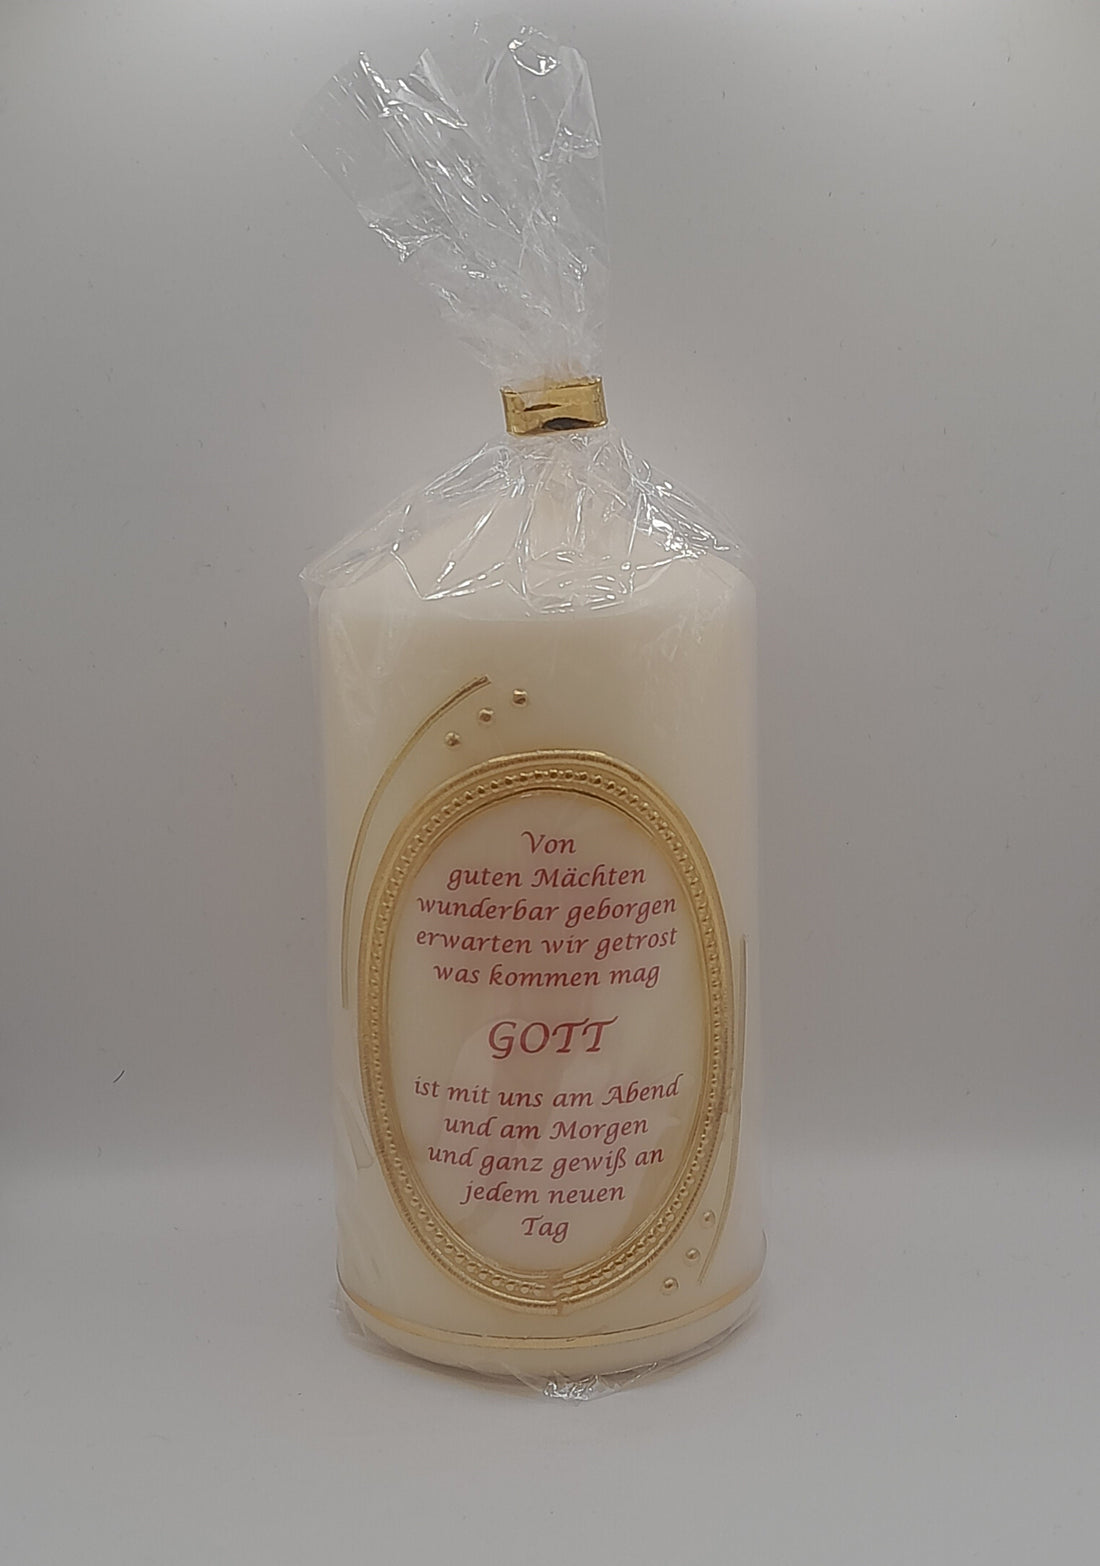 Von
guten Mächten
wunderbar geborgen
erwarten wir getrost
was kommen mag
GOTT
ist mit uns am Abend
und am Morgen
und ganz gewiß an
jedem neuen
Tag